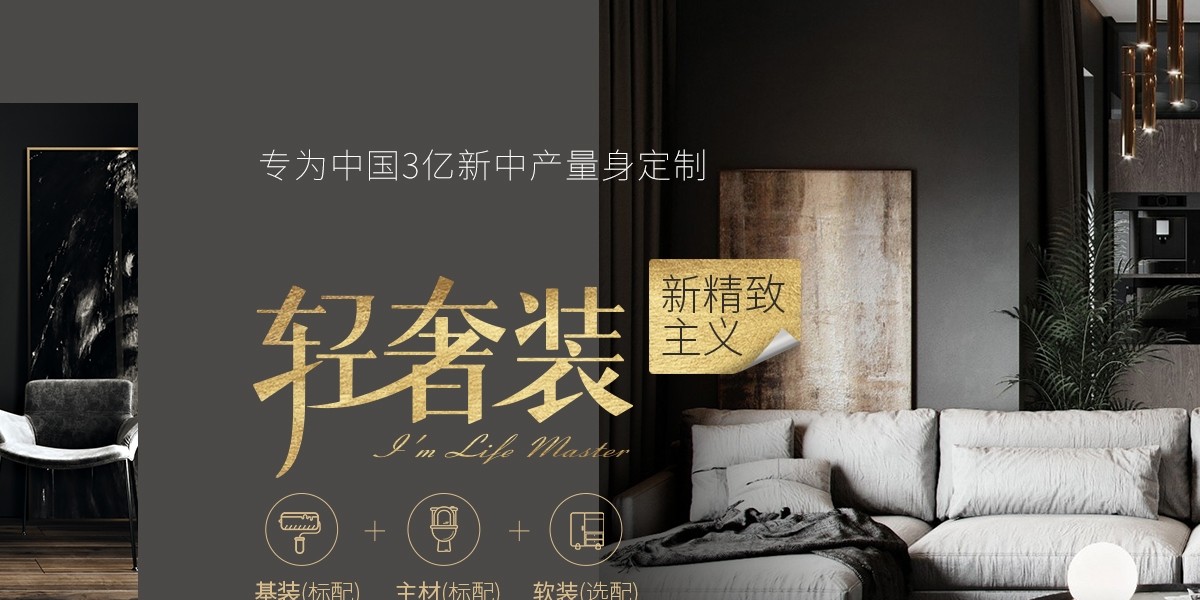 专为中国3亿新中产量身定制
轻奢装
新精致
主义
I'm Life Master
基装(标配)
主材(标配)
软装(选配)